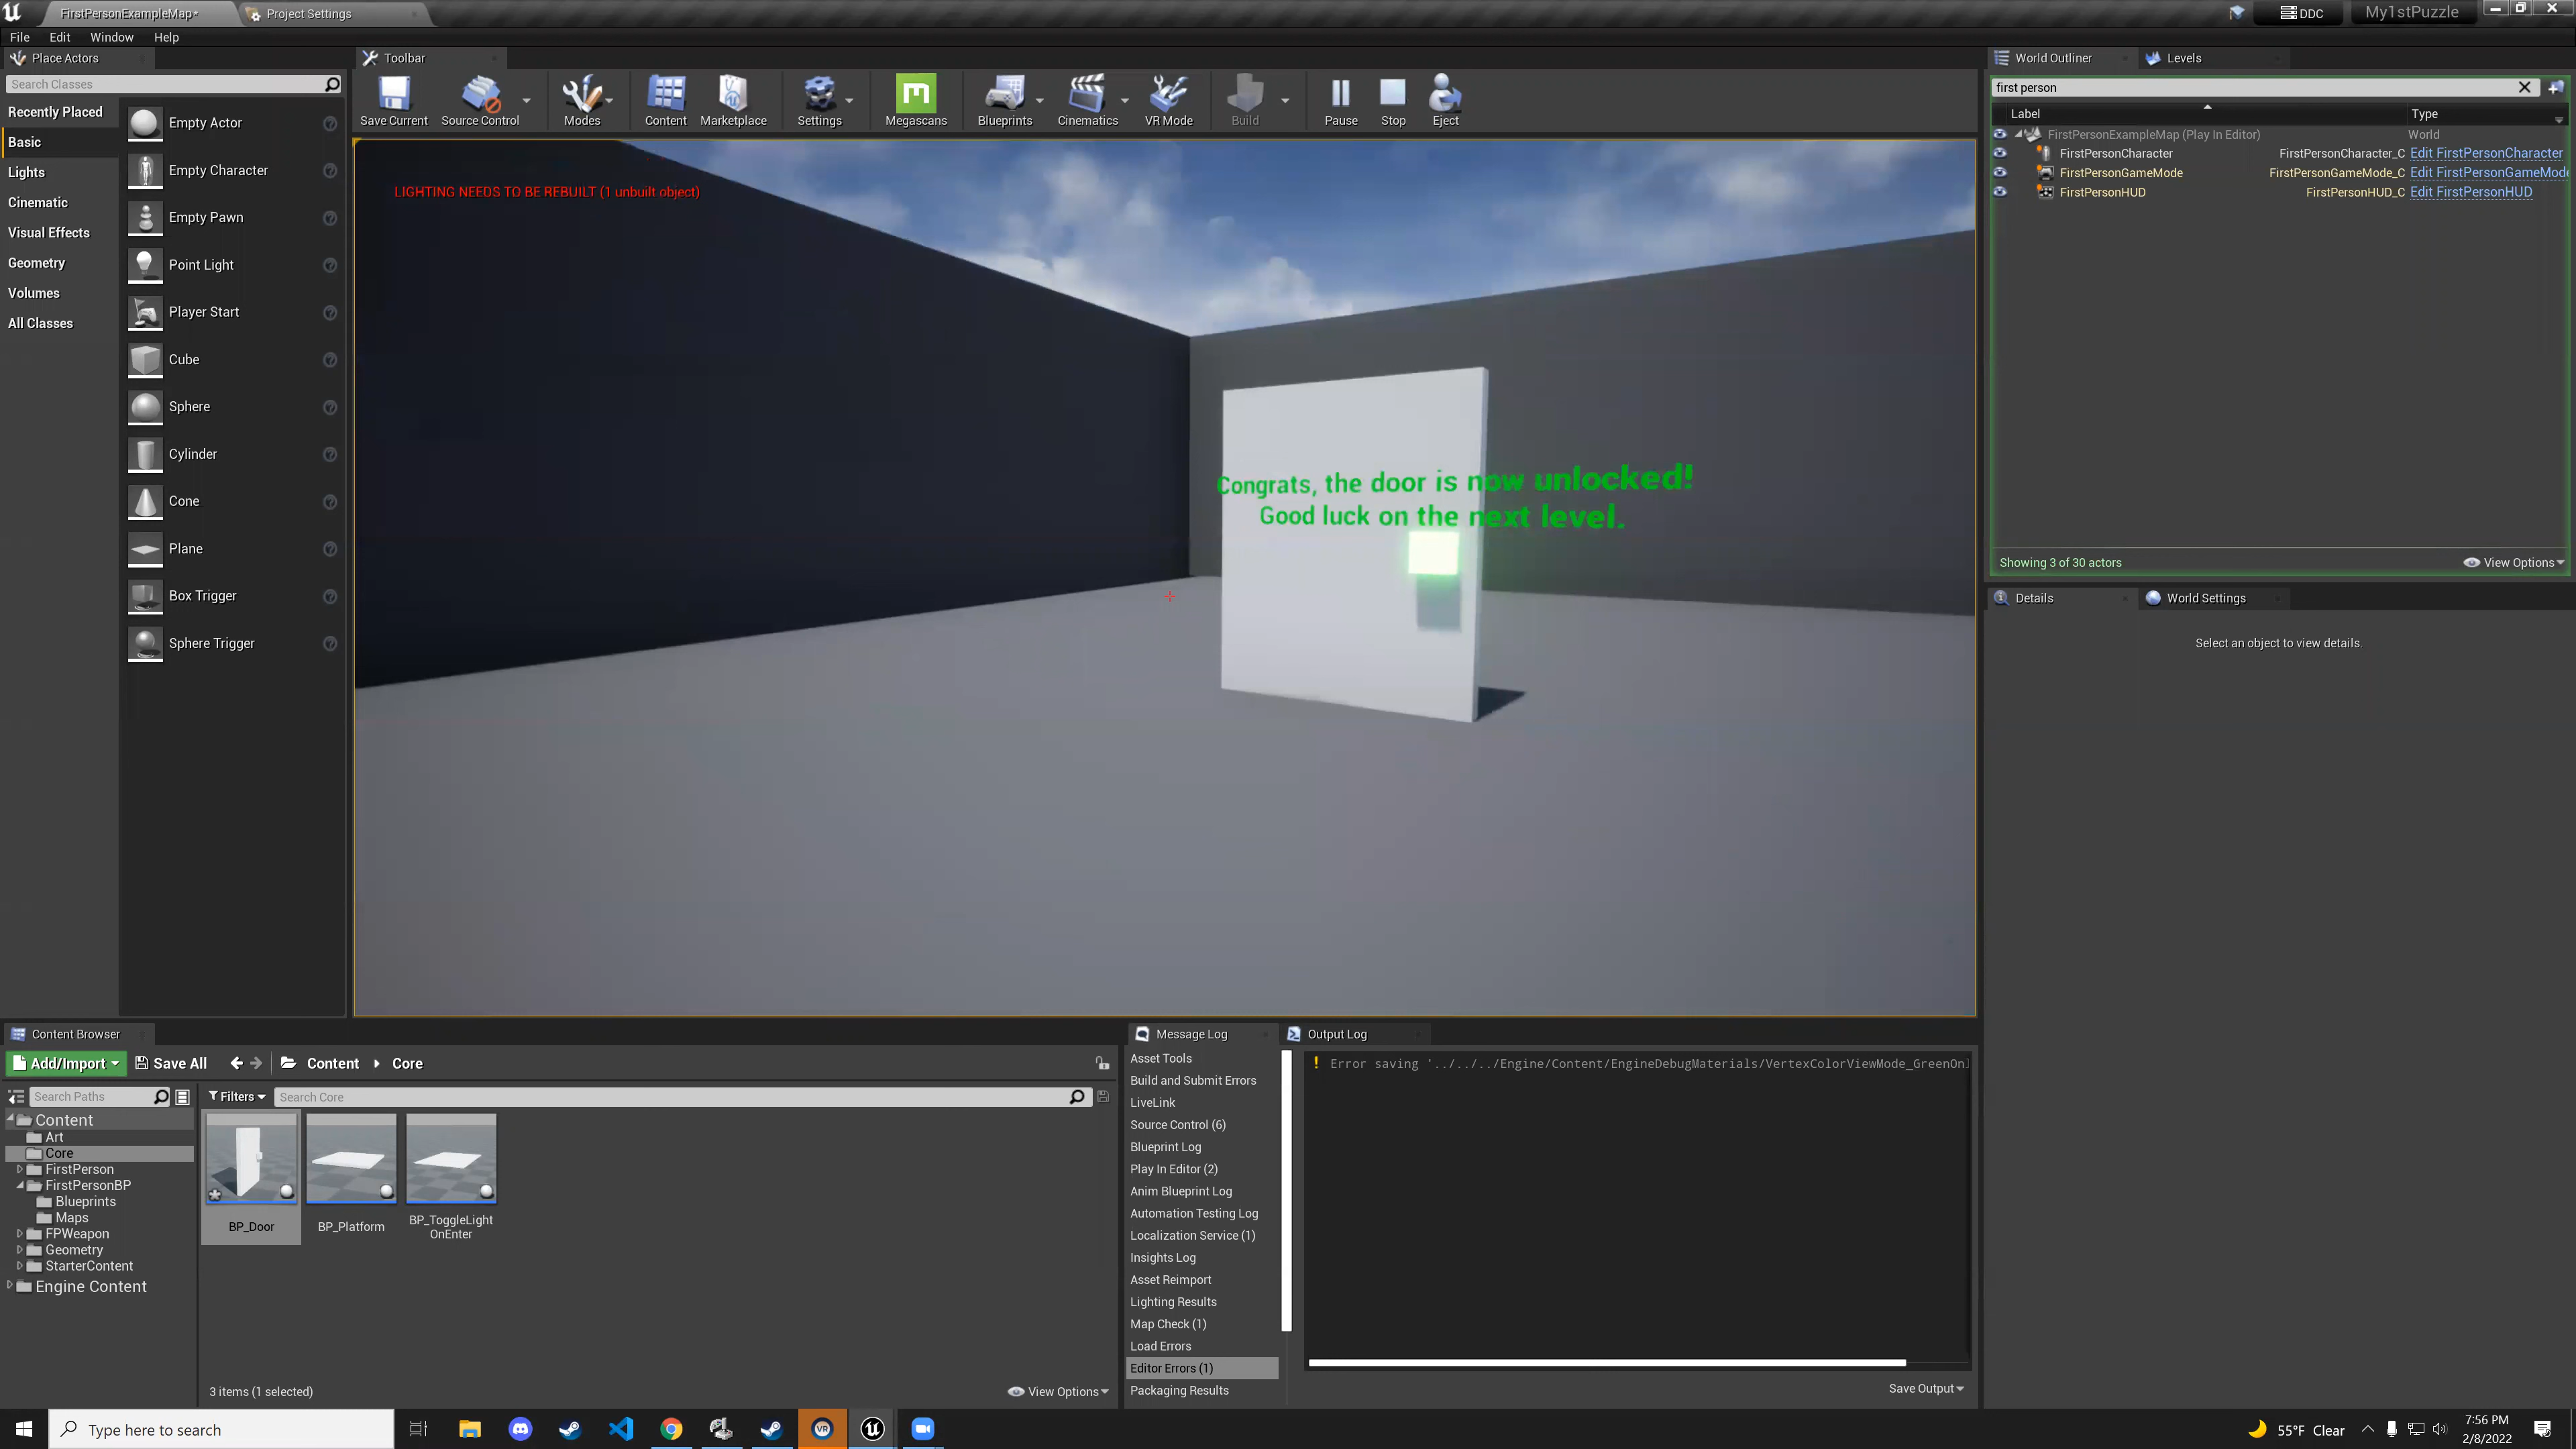 FirstPersonExampleMap*
Project Settings
DDC
My1stPuzzle
File Edit Window Help
Place Actors
Toolbar
World Outliner
Levels
Search Classes
Recently Placed
Basic
Lights
Cinematic
Visual Effects
Geometry
Volumes
All Classes
Empty Actor
Empty Character
Empty Pawn
Point Light
Player Start
Cube
Sphere
Cylinder
Cone
Plane
Box Trigger
Sphere Trigger
Save Current
Source Control
Modes
Content
Marketplace
Settings
Megascans
Blueprints
Cinematics
VR Mode
Build
Pause
Stop
Eject
LIGHTING NEEDS TO BE REBUILT (1 unbuilt object)
Congrats, the door is now unlocked!
Good luck on the next level.
first person
Label Type
FirstPersonExampleMap (Play In Editor) World
FirstPersonCharacter FirstPersonCharacter_C Edit FirstPersonCharacter
FirstPersonGameMode FirstPersonGameMode_C Edit FirstPersonGameMode
FirstPersonHUD FirstPersonHUD_C Edit FirstPersonHUD
Showing 3 of 30 actors
View Options
Details
World Settings
Select an object to view details.
Content Browser
Add/Import
Save All
Content
Core
Search Paths
Filters
Search Core
Content
Art
Core
FirstPerson
FirstPersonBP
Blueprints
Maps
FPWeapon
Geometry
StarterContent
Engine Content
BP_Door
BP_Platform
BP_ToggleLight
OnEnter
3 items (1 selected)
View Options
Message Log
Output Log
Asset Tools
Build and Submit Errors
LiveLink
Source Control (6)
Blueprint Log
Play In Editor (2)
Anim Blueprint Log
Automation Testing Log
Localization Service (1)
Insights Log
Asset Reimport
Lighting Results
Map Check (1)
Load Errors
Editor Errors (1)
Packaging Results
Error saving '../../../Engine/Content/EngineDebugMaterials/VertexColorViewMode_GreenOn
Save Output
Type here to search
VR
55°F Clear
7:56 PM
2/8/2022